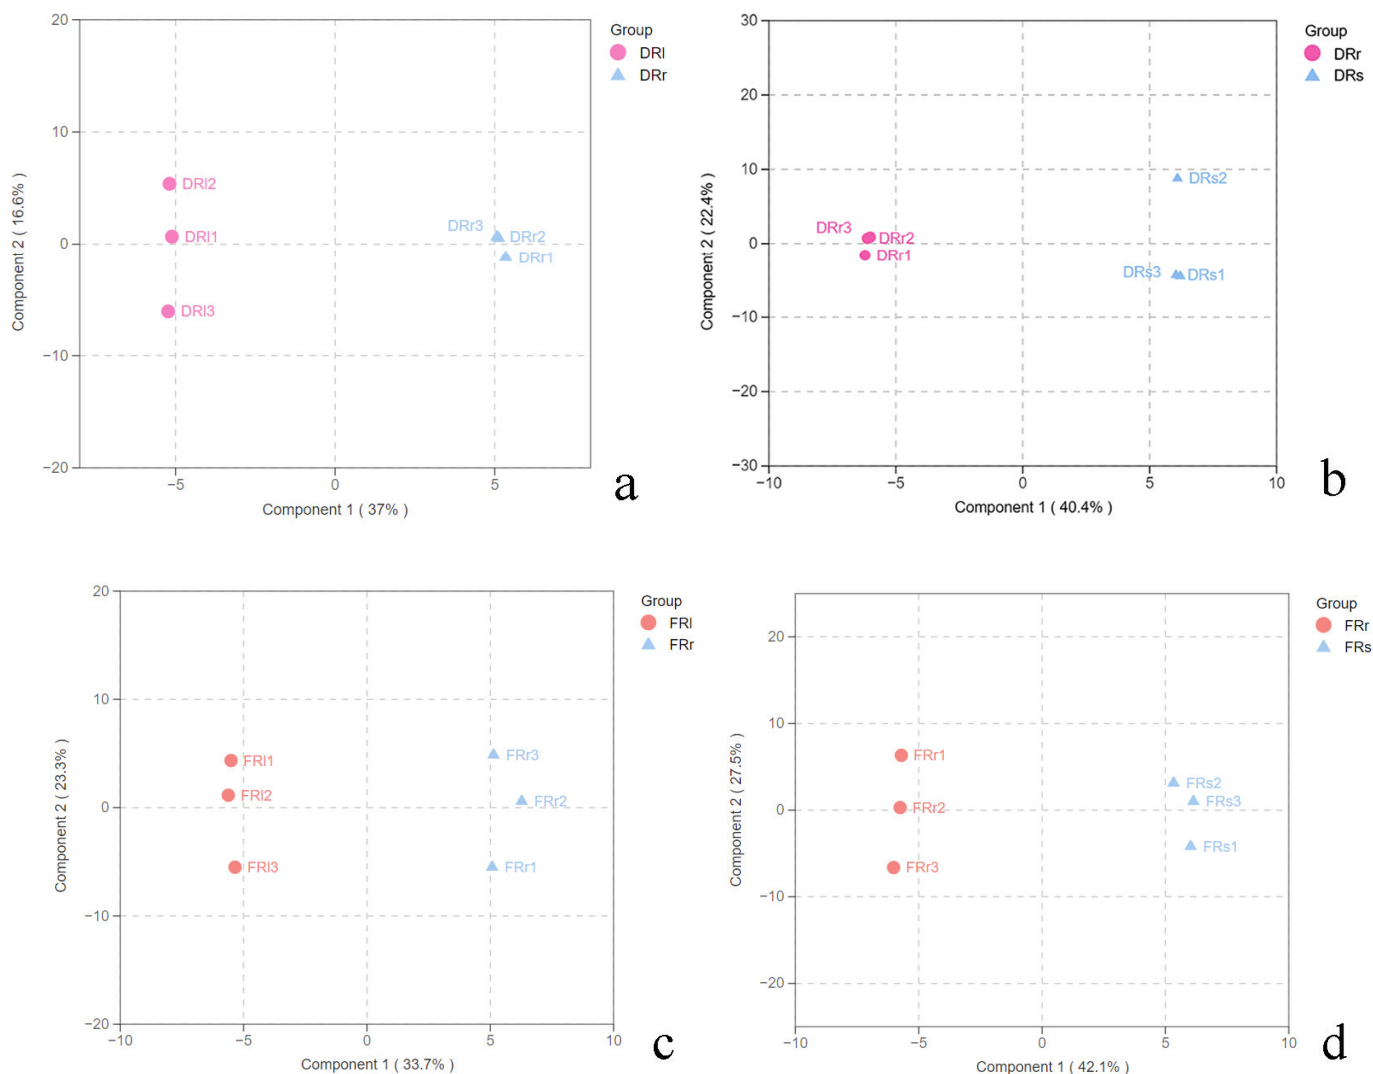 20
10
0
−10
−20
−5
0
5
Component 2 ( 16.6%)
Component 1 ( 37% )
DRl2
DRl1
DRl3
DRr3
DRr2
DRr1
Group
DRl
DRr
a
30
20
10
0
−10
−20
−30
−10
−5
0
5
10
Component 2 ( 22.4%)
Component 1 ( 40.4% )
DRr3
DRr2
DRr1
DRs2
DRs3
DRs1
Group
DRr
DRs
b
20
10
0
−10
−20
−10
−5
0
5
10
Component 2 ( 23.3%)
Component 1 ( 33.7% )
FRl1
FRl2
FRl3
FRr3
FRr2
FRr1
Group
FRl
FRr
c
20
10
0
−10
−20
−10
−5
0
5
10
Component 2 ( 27.5%)
Component 1 ( 42.1% )
FRr1
FRr2
FRr3
FRs2
FRs3
FRs1
Group
FRr
FRs
d